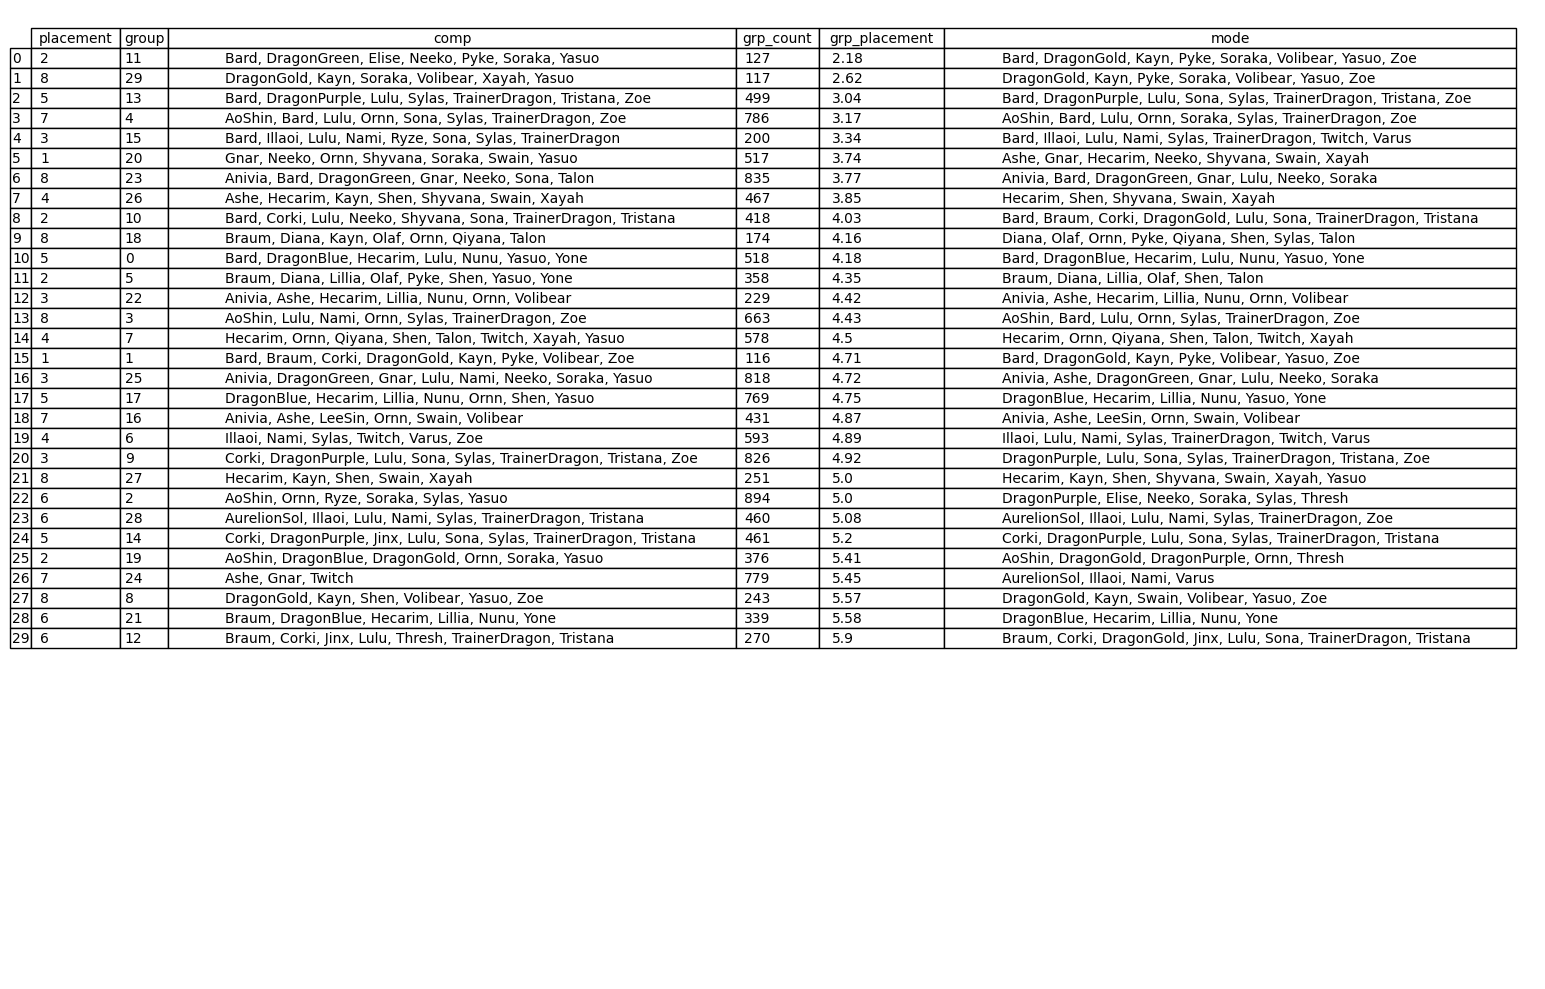 placement group comp grp_count grp_placement mode
0 2 11 Bard, DragonGreen, Elise, Neeko, Pyke, Soraka, Yasuo 127 2.18 Bard, DragonGold, Kayn, Pyke, Soraka, Volibear, Yasuo, Zoe
1 8 29 DragonGold, Kayn, Soraka, Volibear, Xayah, Yasuo 117 2.62 DragonGold, Kayn, Pyke, Soraka, Volibear, Yasuo, Zoe
2 5 13 Bard, DragonPurple, Lulu, Sylas, TrainerDragon, Tristana, Zoe 499 3.04 Bard, DragonPurple, Lulu, Sona, Sylas, TrainerDragon, Tristana, Zoe
3 7 4 AoShin, Bard, Lulu, Ornn, Sona, Sylas, TrainerDragon, Zoe 786 3.17 AoShin, Bard, Lulu, Ornn, Soraka, Sylas, TrainerDragon, Zoe
4 3 15 Bard, Illaoi, Lulu, Nami, Ryze, Sona, Sylas, TrainerDragon 200 3.34 Bard, Illaoi, Lulu, Nami, Sylas, TrainerDragon, Twitch, Varus
5 1 20 Gnar, Neeko, Ornn, Shyvana, Soraka, Swain, Yasuo 517 3.74 Ashe, Gnar, Hecarim, Neeko, Shyvana, Swain, Xayah
6 8 23 Anivia, Bard, DragonGreen, Gnar, Neeko, Sona, Talon 835 3.77 Anivia, Bard, DragonGreen, Gnar, Lulu, Neeko, Soraka
7 4 26 Ashe, Hecarim, Kayn, Shen, Shyvana, Swain, Xayah 467 3.85 Hecarim, Shen, Shyvana, Swain, Xayah
8 2 10 Bard, Corki, Lulu, Neeko, Shyvana, Sona, TrainerDragon, Tristana 418 4.03 Bard, Braum, Corki, DragonGold, Lulu, Sona, TrainerDragon, Tristana
9 8 18 Braum, Diana, Kayn, Olaf, Ornn, Qiyana, Talon 174 4.16 Diana, Olaf, Ornn, Pyke, Qiyana, Shen, Sylas, Talon
10 5 0 Bard, DragonBlue, Hecarim, Lulu, Nunu, Yasuo, Yone 518 4.18 Bard, DragonBlue, Hecarim, Lulu, Nunu, Yasuo, Yone
11 2 5 Braum, Diana, Lillia, Olaf, Pyke, Shen, Yasuo, Yone 358 4.35 Braum, Diana, Lillia, Olaf, Shen, Talon
12 3 22 Anivia, Ashe, Hecarim, Lillia, Nunu, Ornn, Volibear 229 4.42 Anivia, Ashe, Hecarim, Lillia, Nunu, Ornn, Volibear
13 8 3 AoShin, Lulu, Nami, Ornn, Sylas, TrainerDragon, Zoe 663 4.43 AoShin, Bard, Lulu, Ornn, Sylas, TrainerDragon, Zoe
14 4 7 Hecarim, Ornn, Qiyana, Shen, Talon, Twitch, Xayah, Yasuo 578 4.5 Hecarim, Ornn, Qiyana, Shen, Talon, Twitch, Xayah
15 1 1 Bard, Braum, Corki, DragonGold, Kayn, Pyke, Volibear, Zoe 116 4.71 Bard, DragonGold, Kayn, Pyke, Volibear, Yasuo, Zoe
16 3 25 Anivia, DragonGreen, Gnar, Lulu, Nami, Neeko, Soraka, Yasuo 818 4.72 Anivia, Ashe, DragonGreen, Gnar, Lulu, Neeko, Soraka
17 5 17 DragonBlue, Hecarim, Lillia, Nunu, Ornn, Shen, Yasuo 769 4.75 DragonBlue, Hecarim, Lillia, Nunu, Yasuo, Yone
18 7 16 Anivia, Ashe, LeeSin, Ornn, Swain, Volibear 431 4.87 Anivia, Ashe, LeeSin, Ornn, Swain, Volibear
19 4 6 Illaoi, Nami, Sylas, Twitch, Varus, Zoe 593 4.89 Illaoi, Lulu, Nami, Sylas, TrainerDragon, Twitch, Varus
20 3 9 Corki, DragonPurple, Lulu, Sona, Sylas, TrainerDragon, Tristana, Zoe 826 4.92 DragonPurple, Lulu, Sona, Sylas, TrainerDragon, Tristana, Zoe
21 8 27 Hecarim, Kayn, Shen, Swain, Xayah 251 5.0 Hecarim, Kayn, Shen, Shyvana, Swain, Xayah, Yasuo
22 6 2 AoShin, Ornn, Ryze, Soraka, Sylas, Yasuo 894 5.0 DragonPurple, Elise, Neeko, Soraka, Sylas, Thresh
23 6 28 AurelionSol, Illaoi, Lulu, Nami, Sylas, TrainerDragon, Tristana 460 5.08 AurelionSol, Illaoi, Lulu, Nami, Sylas, TrainerDragon, Zoe
24 5 14 Corki, DragonPurple, Jinx, Lulu, Sona, Sylas, TrainerDragon, Tristana 461 5.2 Corki, DragonPurple, Lulu, Sona, Sylas, TrainerDragon, Tristana
25 2 19 AoShin, DragonBlue, DragonGold, Ornn, Soraka, Yasuo 376 5.41 AoShin, DragonGold, DragonPurple, Ornn, Thresh
26 7 24 Ashe, Gnar, Twitch 779 5.45 AurelionSol, Illaoi, Nami, Varus
27 8 8 DragonGold, Kayn, Shen, Volibear, Yasuo, Zoe 243 5.57 DragonGold, Kayn, Swain, Volibear, Yasuo, Zoe
28 6 21 Braum, DragonBlue, Hecarim, Lillia, Nunu, Yone 339 5.58 DragonBlue, Hecarim, Lillia, Nunu, Yone
29 6 12 Braum, Corki, Jinx, Lulu, Thresh, TrainerDragon, Tristana 270 5.9 Braum, Corki, DragonGold, Jinx, Lulu, Sona, TrainerDragon, Tristana